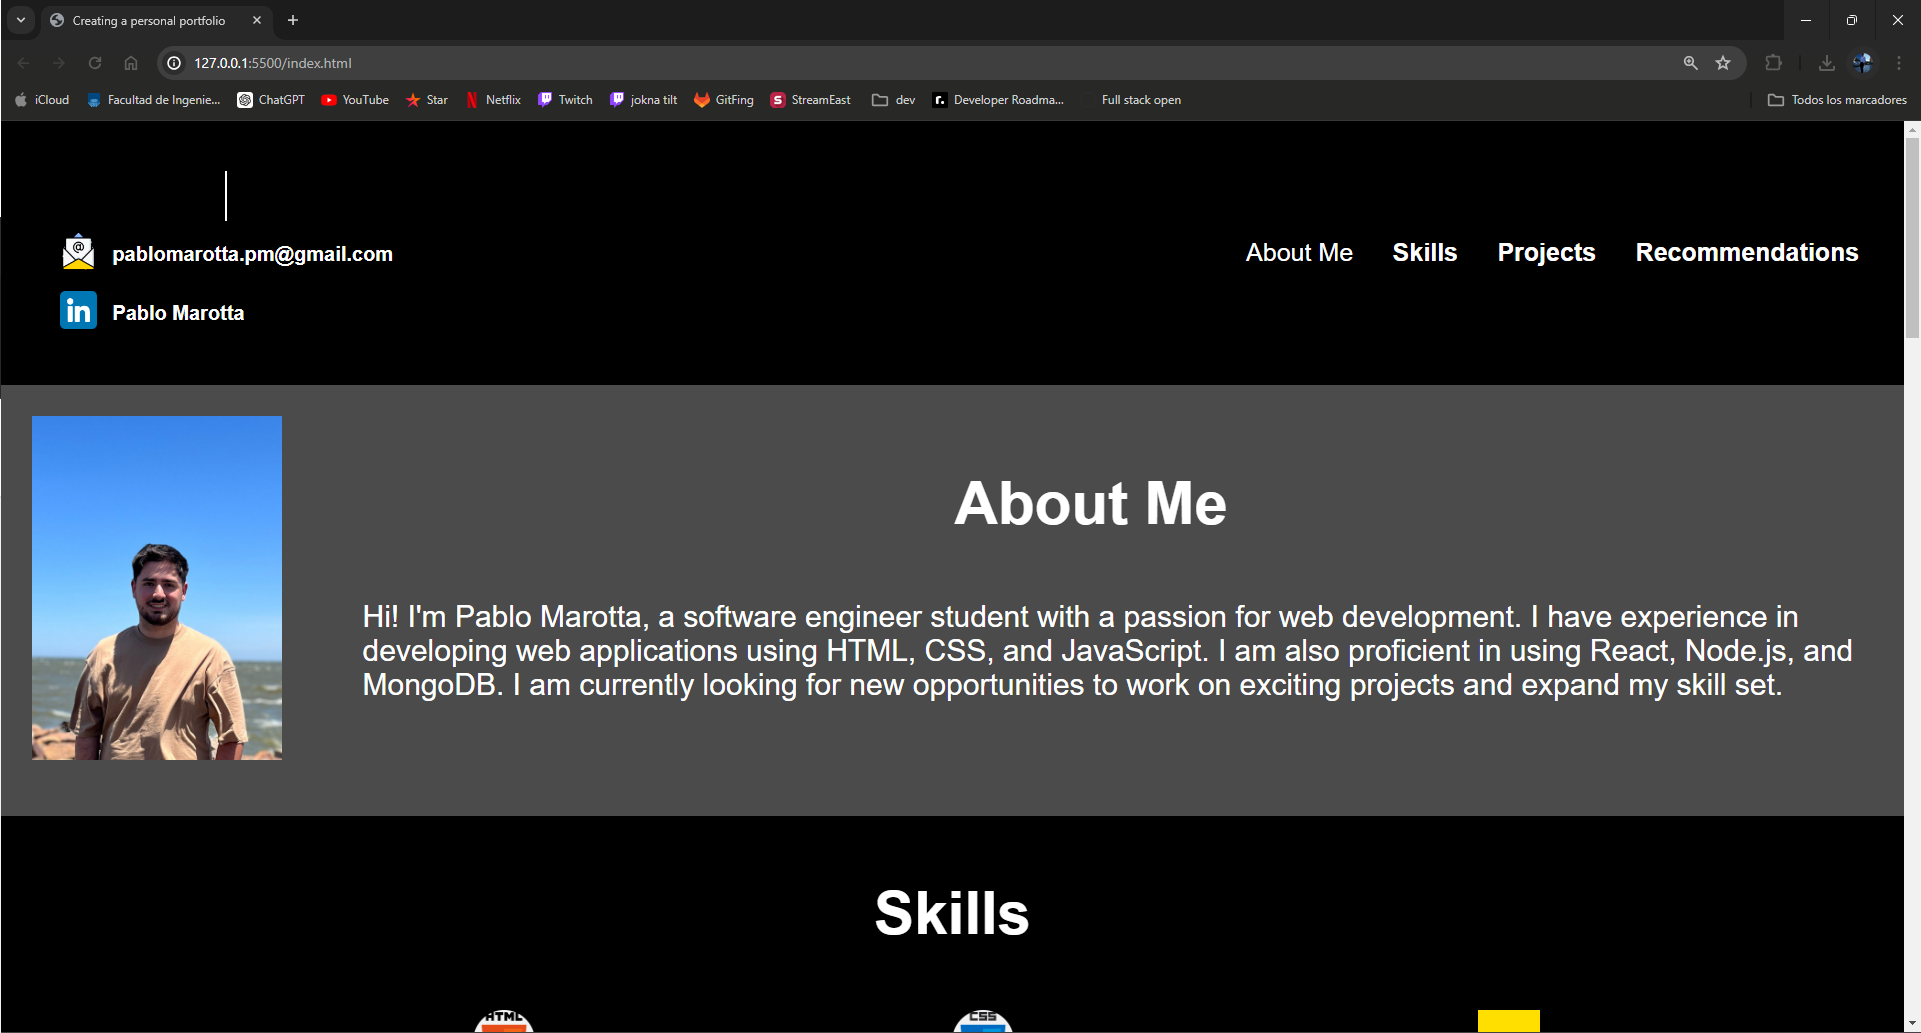 Creating a personal portfolio
127.0.0.1:5500/index.html
iCloud
Facultad de Ingenie...
ChatGPT
YouTube
Star
Netflix
Twitch
jokna tilt
GitFing
StreamEast
dev
Developer Roadma...
Full stack open
Todos los marcadores
pablomarotta.pm@gmail.com
Pablo Marotta
About Me
Skills
Projects
Recommendations
About Me
Hi! I'm Pablo Marotta, a software engineer student with a passion for web development. I have experience in
developing web applications using HTML, CSS, and JavaScript. I am also proficient in using React, Node.js, and
MongoDB. I am currently looking for new opportunities to work on exciting projects and expand my skill set.
Skills
HTML
CSS